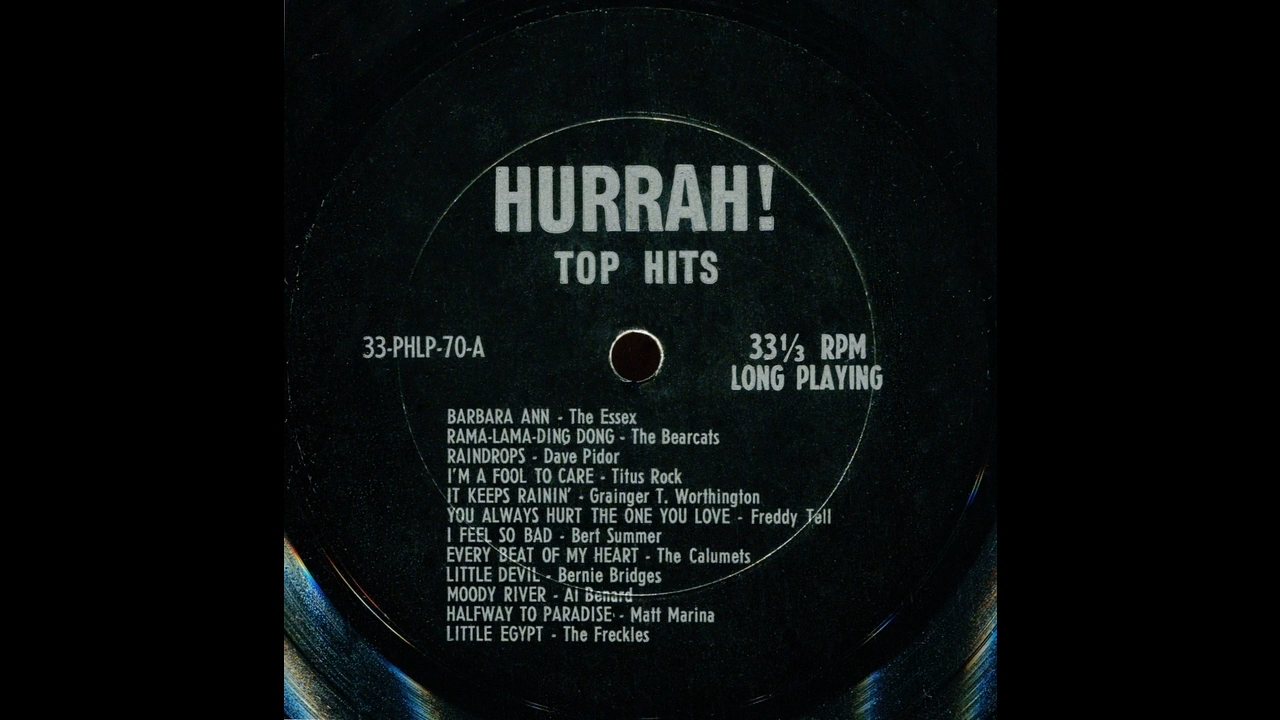 HURRAH!
TOP HITS
33-PHLP-70-A
33⅓ RPM
LONG PLAYING
BARBARA ANN - The Essex
RAMA-LAMA-DING DONG - The Bearcats
RAINDROPS - Dave Pidor
I'M A FOOL TO CARE - Titus Rock
IT KEEPS RAININ' - Grainger T. Worthington
YOU ALWAYS HURT THE ONE YOU LOVE - Freddy Tell
I FEEL SO BAD - Bert Summer
EVERY BEAT OF MY HEART - The Calumets
LITTLE DEVIL - Bernie Bridges
MOODY RIVER - Al Benard
HALFWAY TO PARADISE - Matt Marina
LITTLE EGYPT - The Freckles